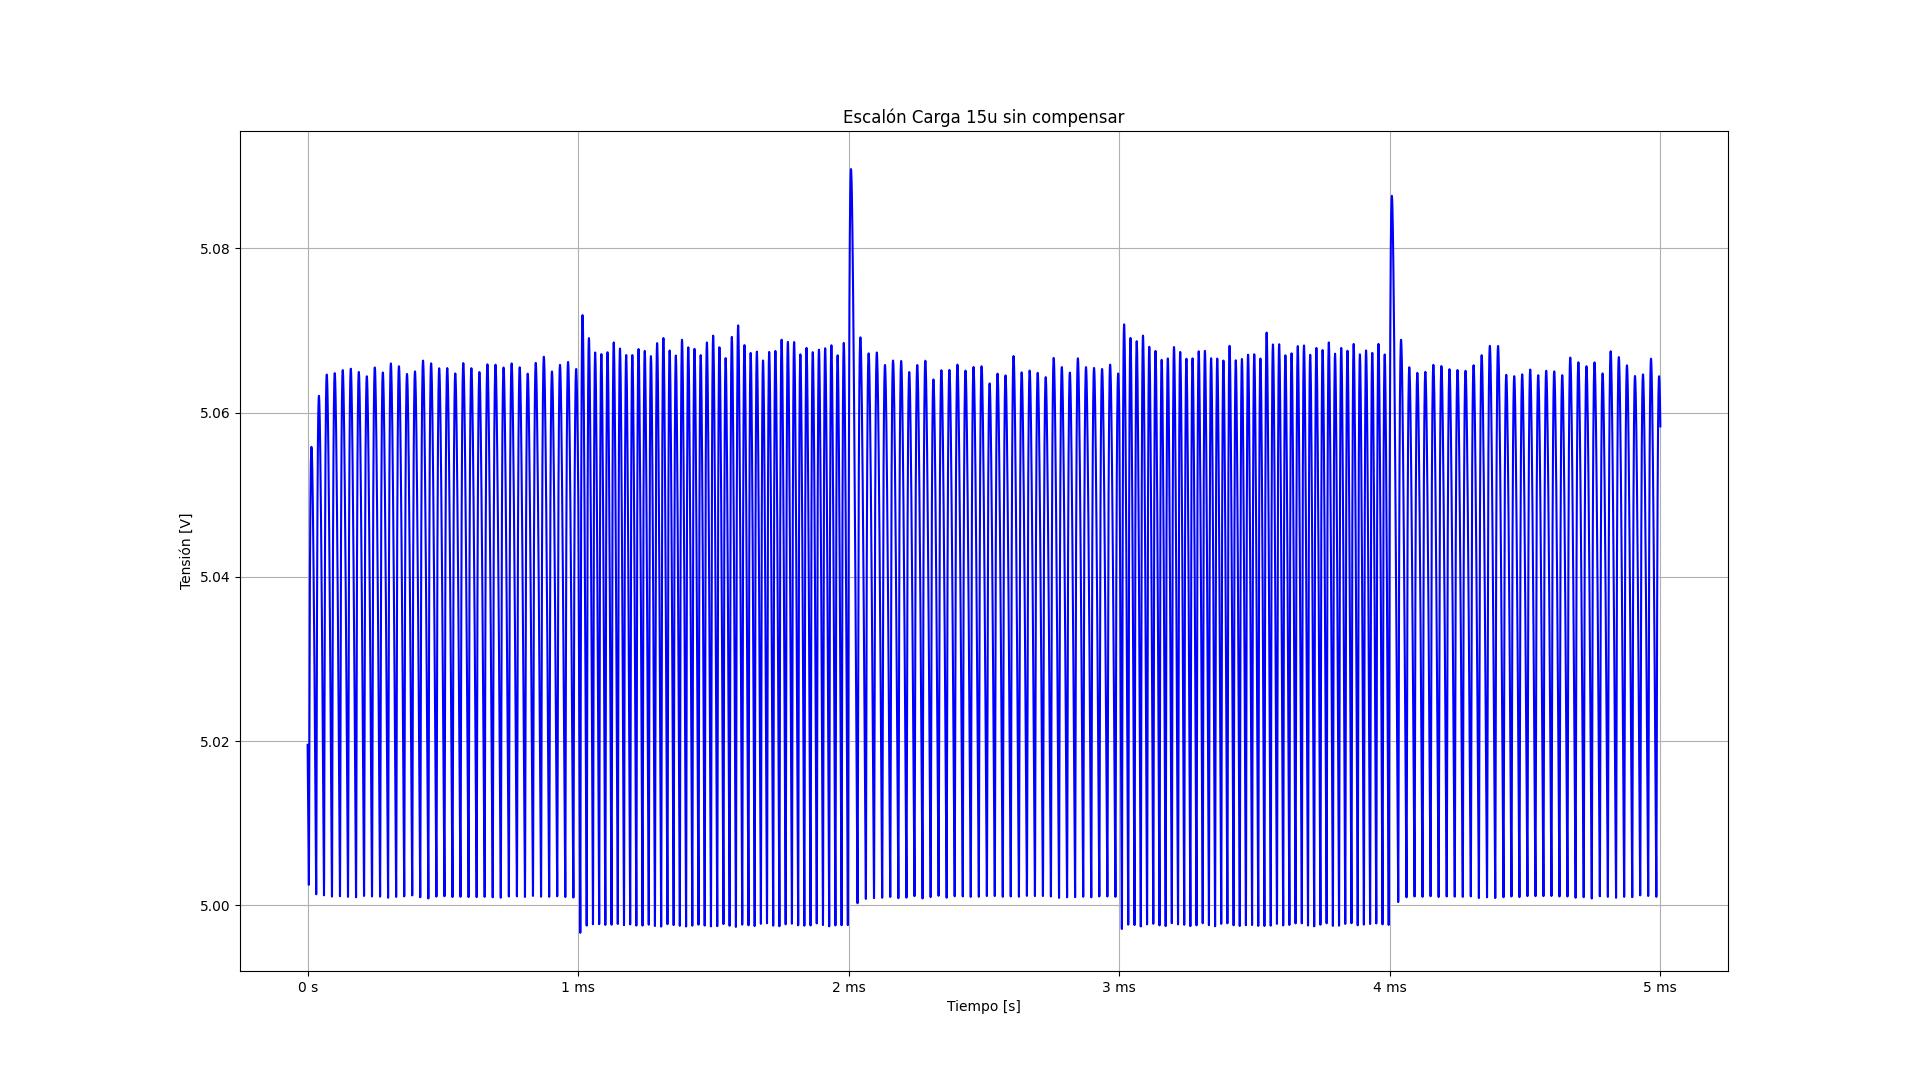 Escalón Carga 15u sin compensar
5.08
5.06
5.04
5.02
5.00
Tensión [V]
0 s
1 ms
2 ms
3 ms
4 ms
5 ms
Tiempo [s]